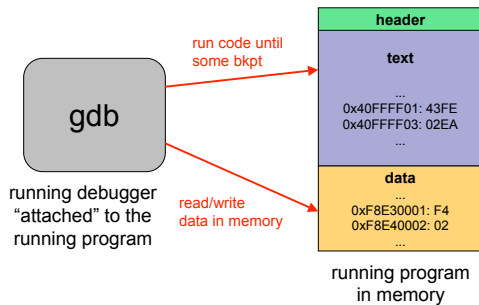 gdb
running debugger
“attached” to the
running program
run code until
some bkpt
read/write
data in memory
header
text
...
0x40FFFF01: 43FE
0x40FFFF03: 02EA
...
data
...
0xF8E30001: F4
0xF8E40002: 02
...
running program
in memory